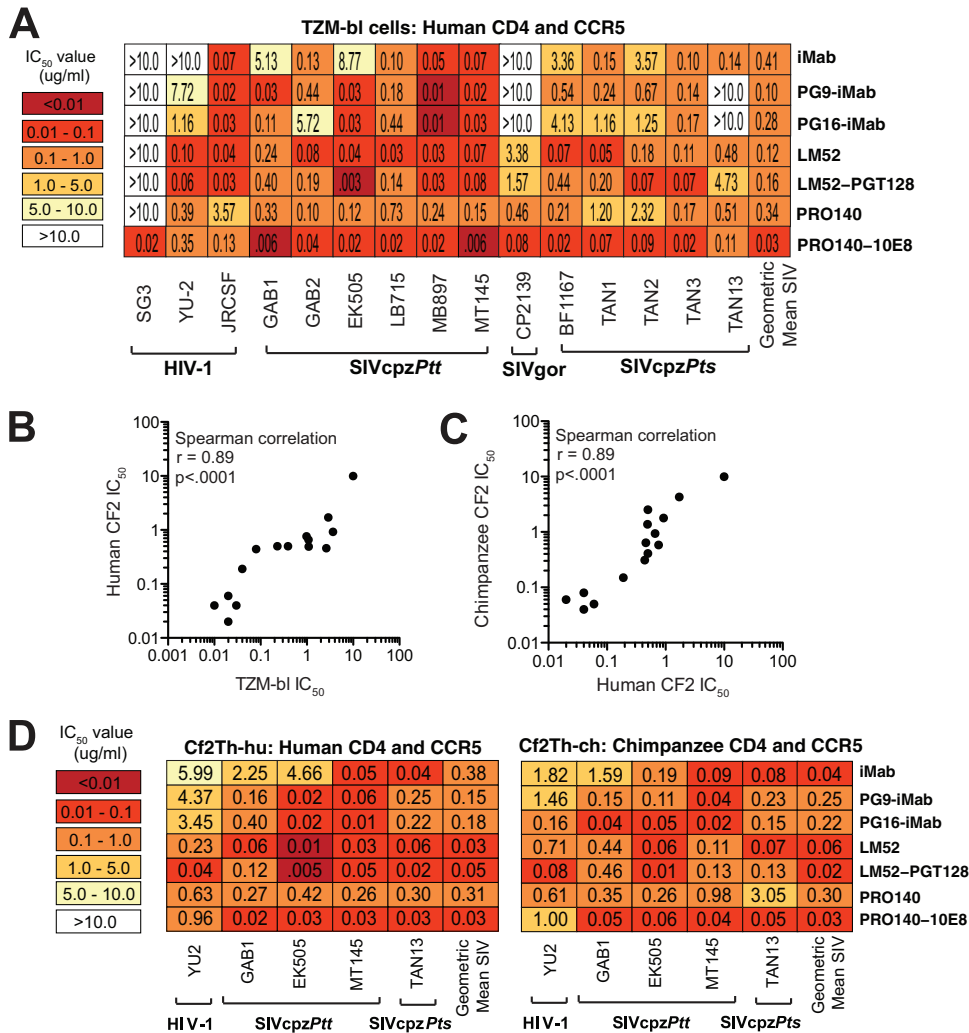 A
TZM-bl cells: Human CD4 and CCR5
IC50 value
(ug/ml)
<0.01
0.01 - 0.1
0.1 - 1.0
1.0 - 5.0
5.0 - 10.0
>10.0
>10.0 >10.0 0.07 5.13 0.13 8.77 0.10 0.05 0.07 >10.0 3.36 0.15 3.57 0.10 0.14 0.41 iMab
>10.0 7.72 0.02 0.03 0.44 0.03 0.18 0.01 0.02 >10.0 0.54 0.24 0.67 0.14 >10.0 0.10 PG9-iMab
>10.0 1.16 0.03 0.11 5.72 0.03 0.44 0.01 0.03 >10.0 4.13 1.16 1.25 0.17 >10.0 0.28 PG16-iMab
>10.0 0.10 0.04 0.24 0.08 0.04 0.03 0.03 0.07 3.38 0.07 0.05 0.18 0.11 0.48 0.12 LM52
>10.0 0.06 0.03 0.40 0.19 .003 0.14 0.03 0.08 1.57 0.44 0.20 0.07 0.07 4.73 0.16 LM52–PGT128
>10.0 0.39 3.57 0.33 0.10 0.12 0.73 0.24 0.15 0.46 0.21 1.20 2.32 0.17 0.51 0.34 PRO140
0.02 0.35 0.13 .006 0.04 0.02 0.02 0.02 .006 0.08 0.02 0.07 0.09 0.02 0.11 0.03 PRO140–10E8
SG3 YU-2 JRCSF GAB1 GAB2 EK505 LB715 MB897 MT145 CP2139 BF1167 TAN1 TAN2 TAN3 TAN13 Geometric
Mean SIV
HIV-1 SIVcpzPtt SIVgor SIVcpzPts
B
Spearman correlation
r = 0.89
p<.0001
Human CF2 IC50
100
10
1
0.1
0.01
0.001 0.01 0.1 1 10 100
TZM-bl IC50
C
Spearman correlation
r = 0.89
p<.0001
Chimpanzee CF2 IC50
100
10
1
0.1
0.01
0.01 0.1 1 10 100
Human CF2 IC50
D
IC50 value
(ug/ml)
<0.01
0.01 - 0.1
0.1 - 1.0
1.0 - 5.0
5.0 - 10.0
>10.0
Cf2Th-hu: Human CD4 and CCR5
5.99 2.25 4.66 0.05 0.04 0.38
4.37 0.16 0.02 0.06 0.25 0.15
3.45 0.40 0.02 0.01 0.22 0.18
0.23 0.06 0.01 0.03 0.06 0.03
0.04 0.12 .005 0.13 0.02 0.05
0.63 0.27 0.42 0.26 0.30 0.31
0.96 0.02 0.03 0.03 0.03 0.03
YU2 GAB1 EK505 MT145 TAN13 Geometric
Mean SIV
HIV-1 SIVcpzPtt SIVcpzPts
Cf2Th-ch: Chimpanzee CD4 and CCR5
1.82 1.59 0.19 0.09 0.08 0.04 iMab
1.46 0.15 0.11 0.04 0.23 0.25 PG9-iMab
0.16 0.04 0.05 0.02 0.15 0.22 PG16-iMab
0.71 0.44 0.06 0.11 0.07 0.06 LM52
0.08 0.46 0.01 0.13 0.13 0.02 LM52–PGT128
0.61 0.35 0.26 0.98 3.05 0.30 PRO140
1.00 0.05 0.06 0.04 0.05 0.03 PRO140–10E8
YU2 GAB1 EK505 MT145 TAN13 Geometric
Mean SIV
HIV-1 SIVcpzPtt SIVcpzPts